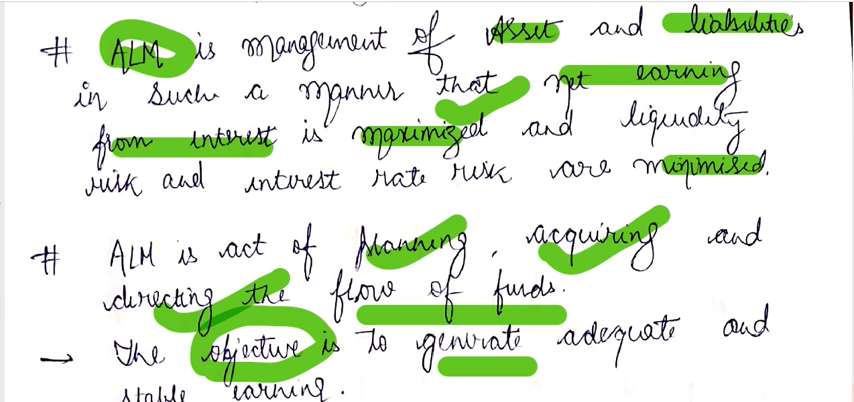 # ALM is management of Asset and liabilities
in such a manner that net earning
from interest is maximized and liquidity
risk and interest rate risk are minimised.
# ALM is act of planning, acquiring and
directing the flow of funds.
→ The objective is to generate adequate and
stable earning.